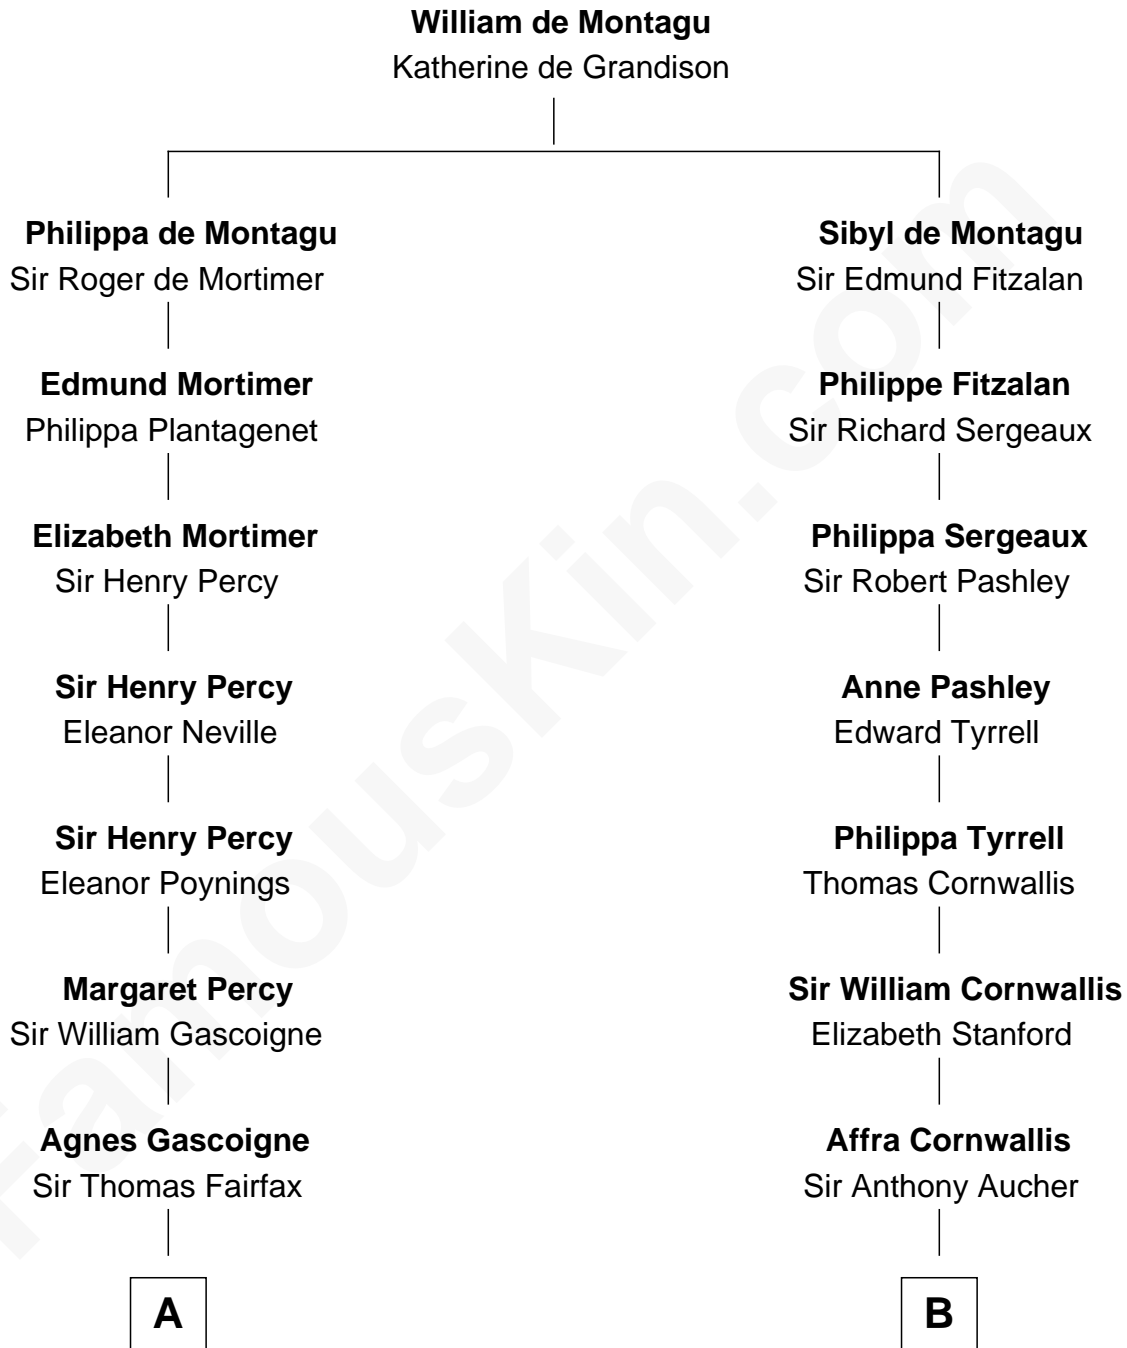 William de Montagu
Katherine de Grandison
Philippa de Montagu
Sir Roger de Mortimer
Sibyl de Montagu
Sir Edmund Fitzalan
Edmund Mortimer
Philippa Plantagenet
Philippe Fitzalan
Sir Richard Sergeaux
Elizabeth Mortimer
Sir Henry Percy
Philippa Sergeaux
Sir Robert Pashley
Sir Henry Percy
Eleanor Neville
Anne Pashley
Edward Tyrrell
Sir Henry Percy
Eleanor Poynings
Philippa Tyrrell
Thomas Cornwallis
Margaret Percy
Sir William Gascoigne
Sir William Cornwallis
Elizabeth Stanford
Agnes Gascoigne
Sir Thomas Fairfax
Affra Cornwallis
Sir Anthony Aucher
A
B
FamousKin.com